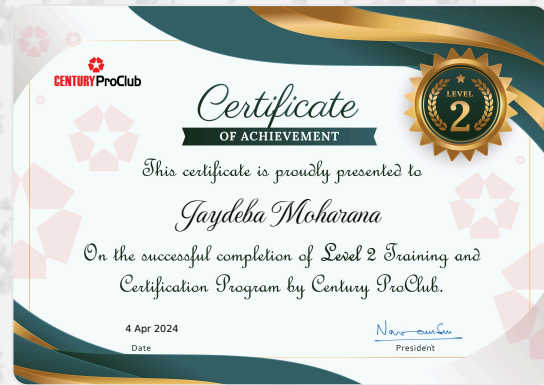 CENTURY ProClub
Certificate
OF ACHIEVEMENT
LEVEL
2
This certificate is proudly presented to
Jaydeba Moharana
On the successful completion of Level 2 Training and
Certification Program by Century ProClub.
4 Apr 2024
Date
President